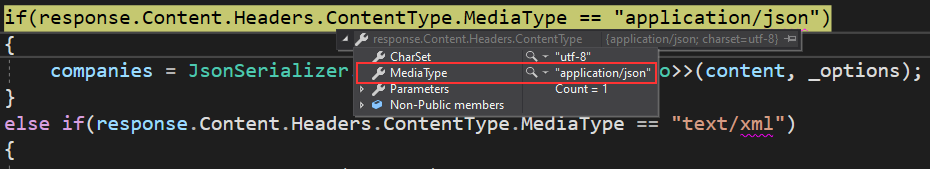 if(response.Content.Headers.ContentType.MediaType == "application/json")
{
response.Content.Headers.ContentType {application/json; charset=utf-8}
CharSet "utf-8"
companies = JsonSerializer. MediaType "application/json" o>>(content, _options);
Parameters Count = 1
} Non-Public members
else if(response.Content.Headers.ContentType.MediaType == "text/xml")
{